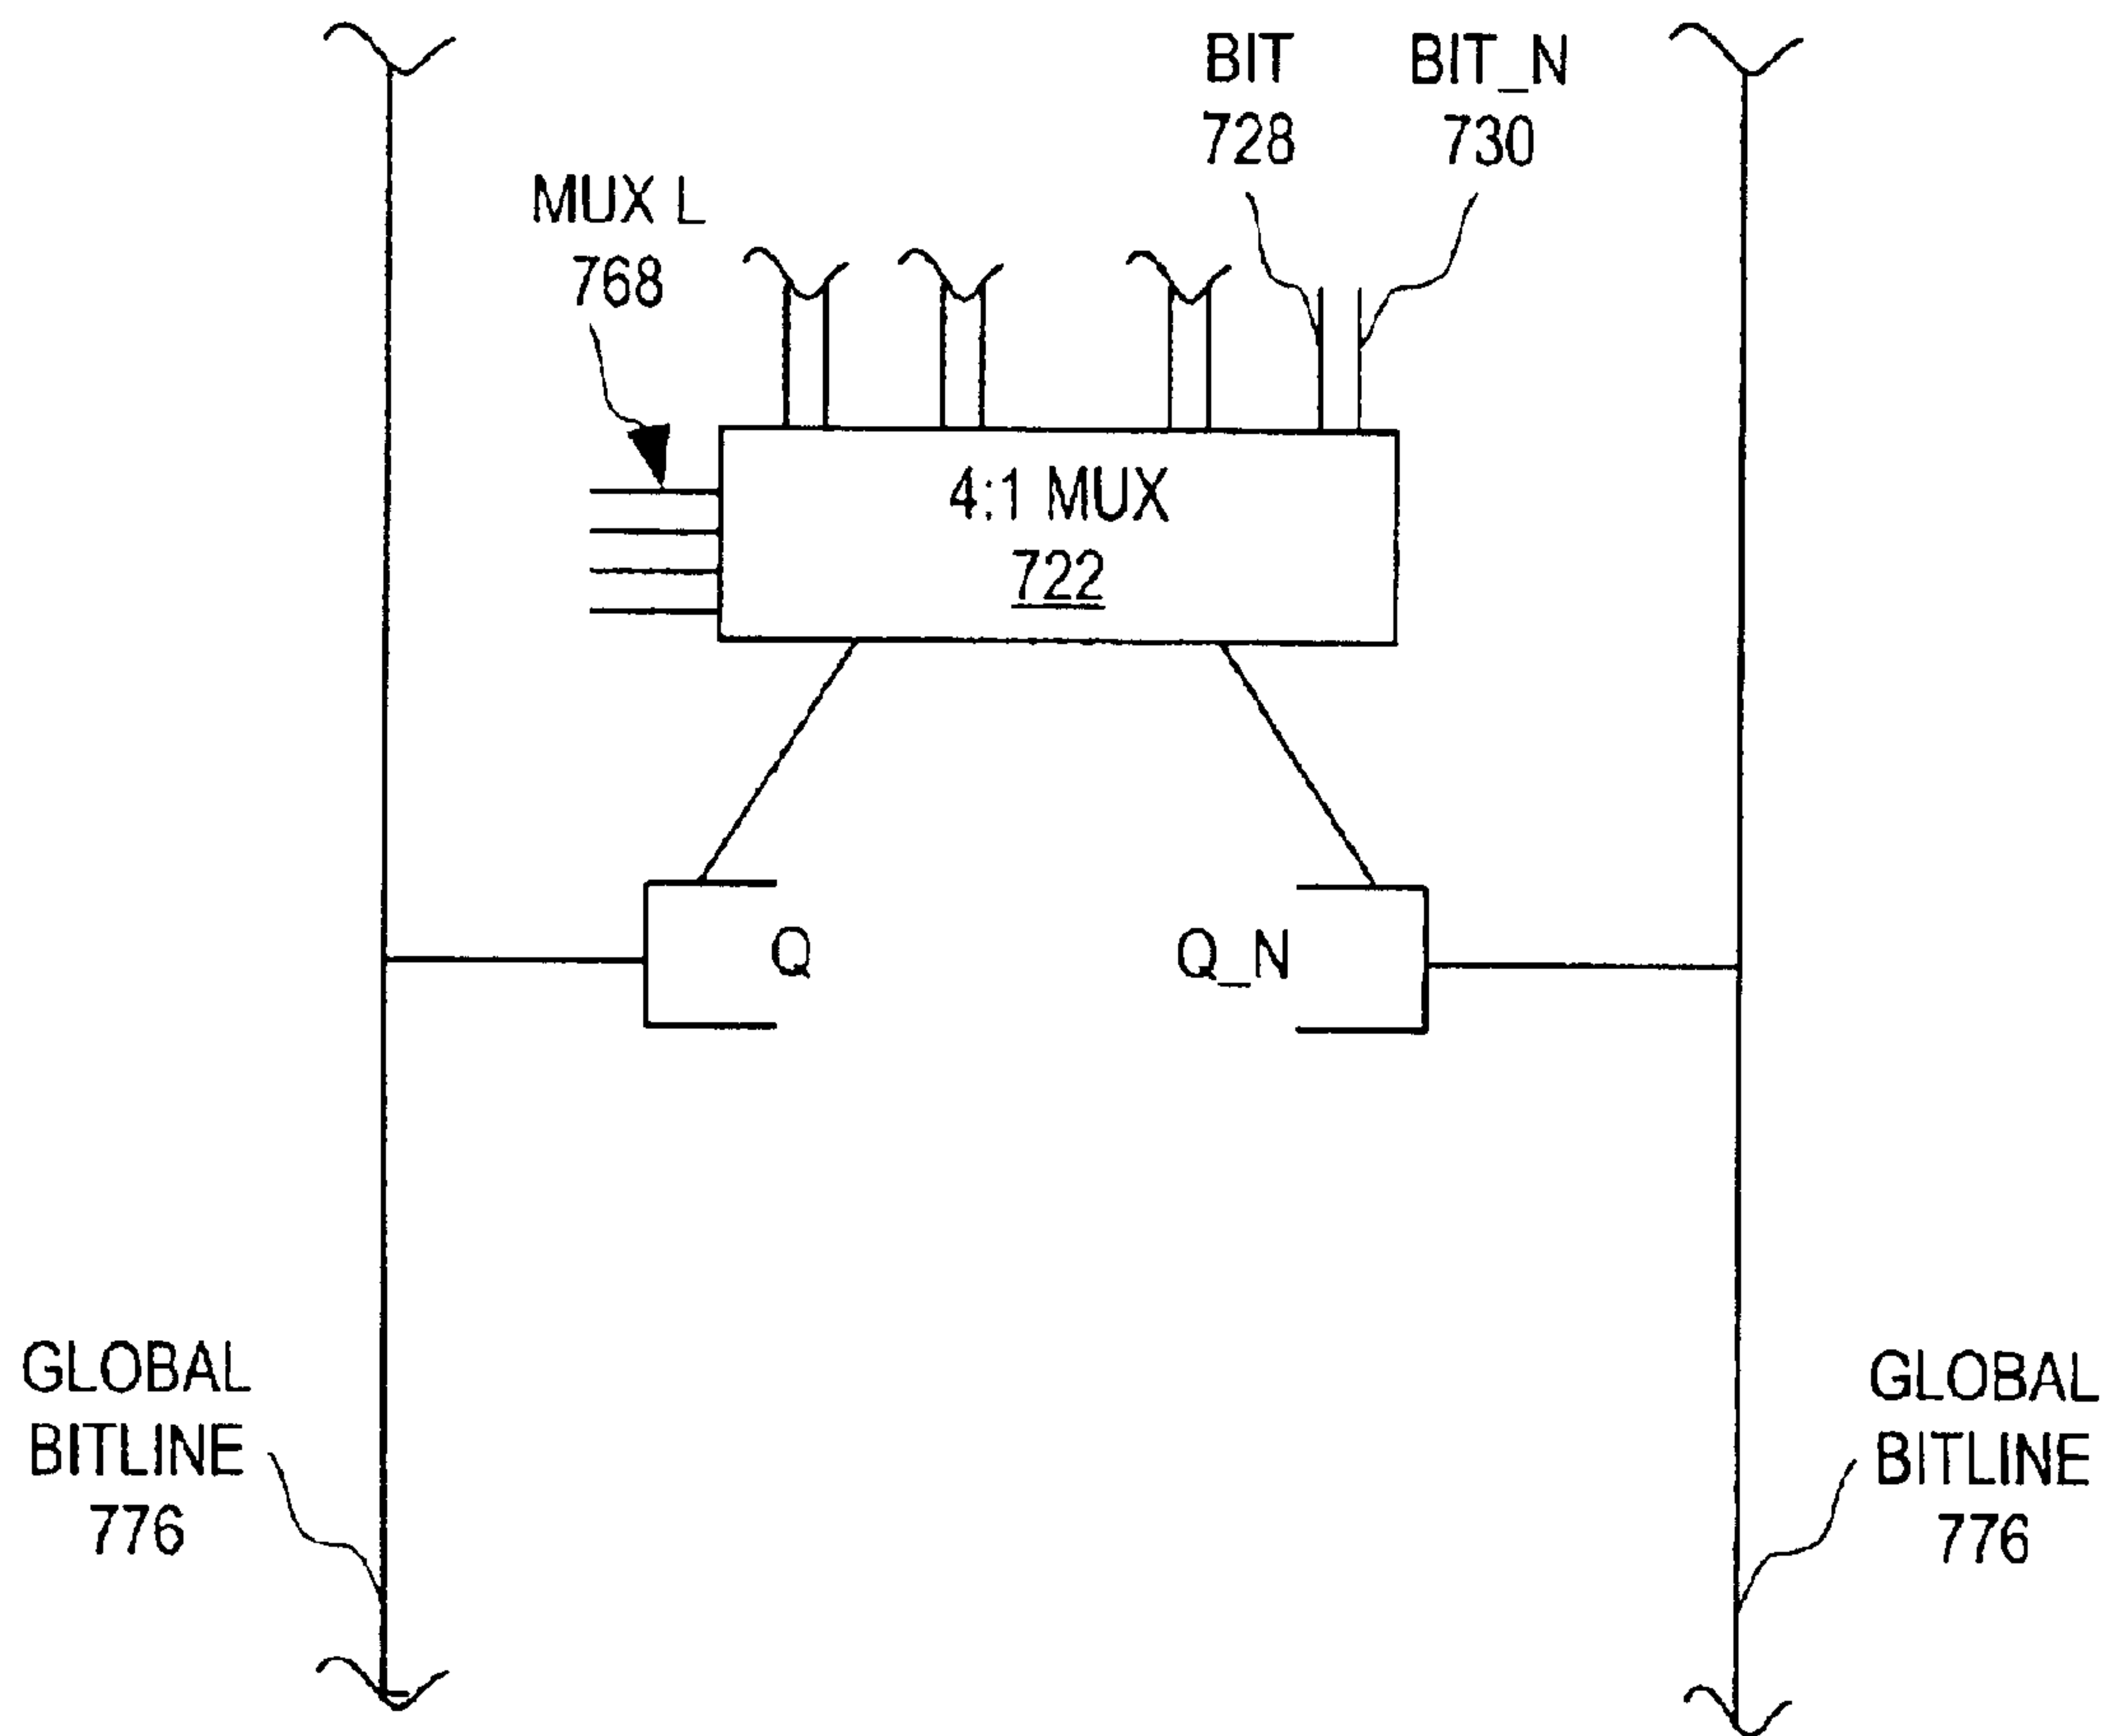 BIT
728
BIT_N
730
MUX L
768
4:1 MUX
722
Q
Q_N
GLOBAL
BITLINE
776
GLOBAL
BITLINE
776